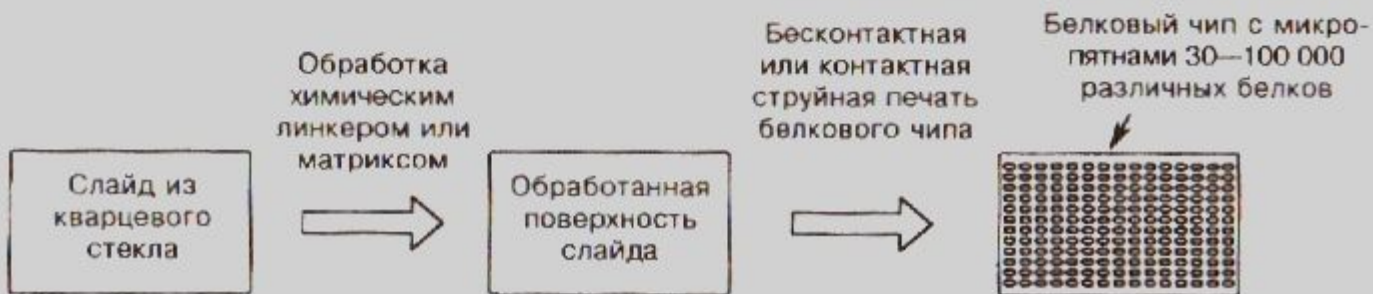 Слайд из
кварцевого
стекла
Обработка
химическим
линкером или
матриксом
Обработанная
поверхность
слайда
Бесконтактная
или контактная
струйная печать
белкового чипа
Белковый чип с микро-
пятнами 30—100 000
различных белков